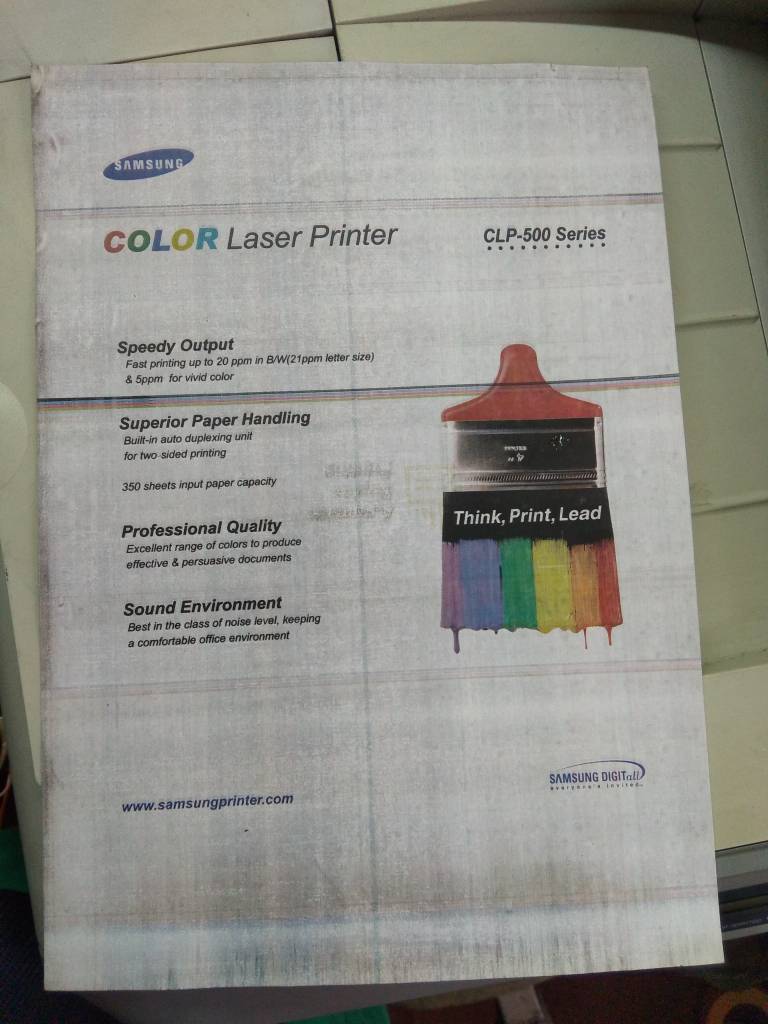 SAMSUNG
COLOR Laser Printer
CLP-500 Series
Speedy Output
Fast printing up to 20 ppm in B/W(21ppm letter size)
& 5ppm for vivid color
Superior Paper Handling
Built-in auto duplexing unit
for two sided printing
350 sheets input paper capacity
Professional Quality
Excellent range of colors to produce
effective & persuasive documents
Sound Environment
Best in the class of noise level, keeping
a comfortable office environment
Think, Print, Lead
SAMSUNG DIGITall
everyone's invited
www.samsungprinter.com